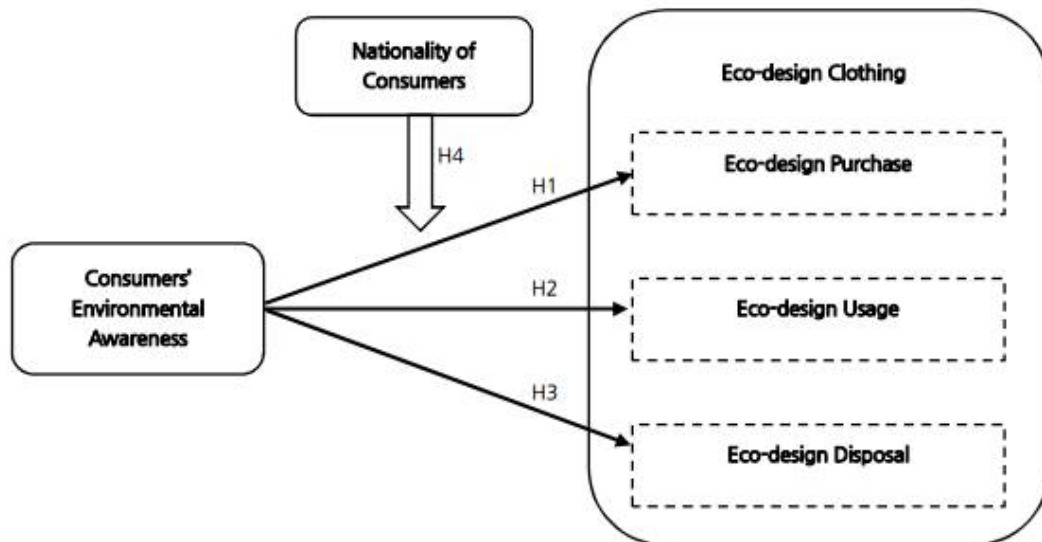 Nationality of
Consumers
H4
Consumers'
Environmental
Awareness
H1
H2
H3
Eco-design Clothing
Eco-design Purchase
Eco-design Usage
Eco-design Disposal